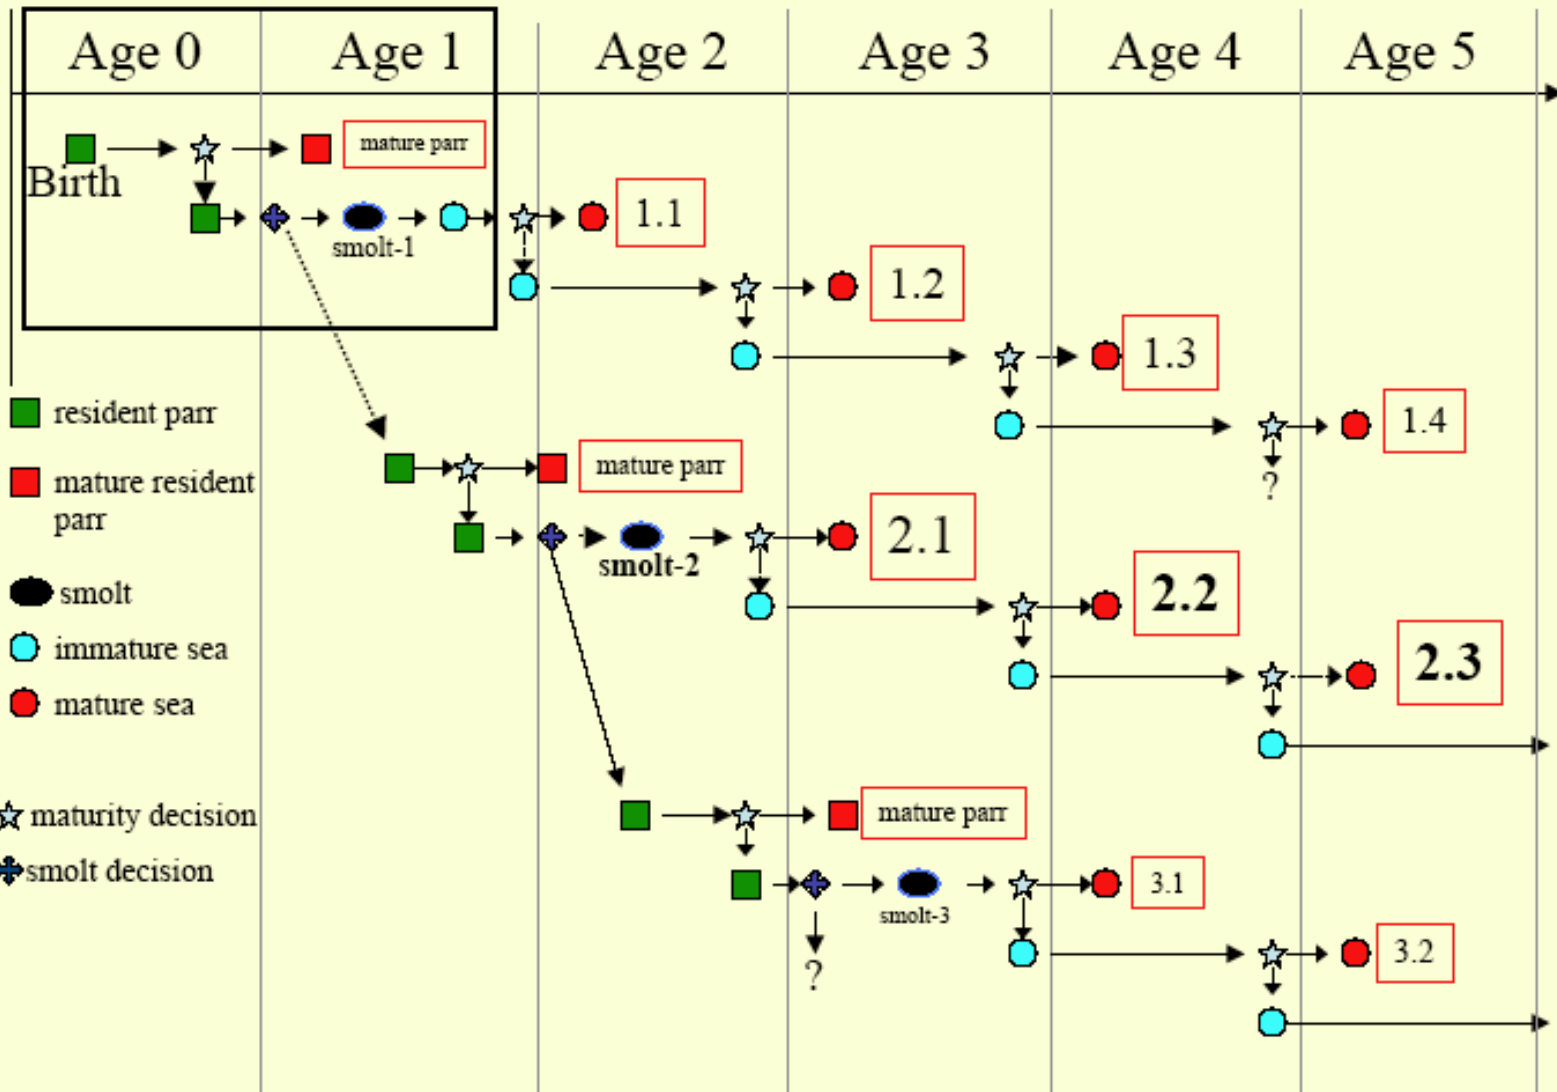 Age 0
Age 1
Age 2
Age 3
Age 4
Age 5
mature parr
Birth
1.1
smolt-1
1.2
1.3
resident parr
1.4
mature parr
mature resident
parr
?
2.1
smolt-2
smolt
2.2
immature sea
2.3
mature sea
maturity decision
mature parr
smolt decision
3.1
smolt-3
3.2
?